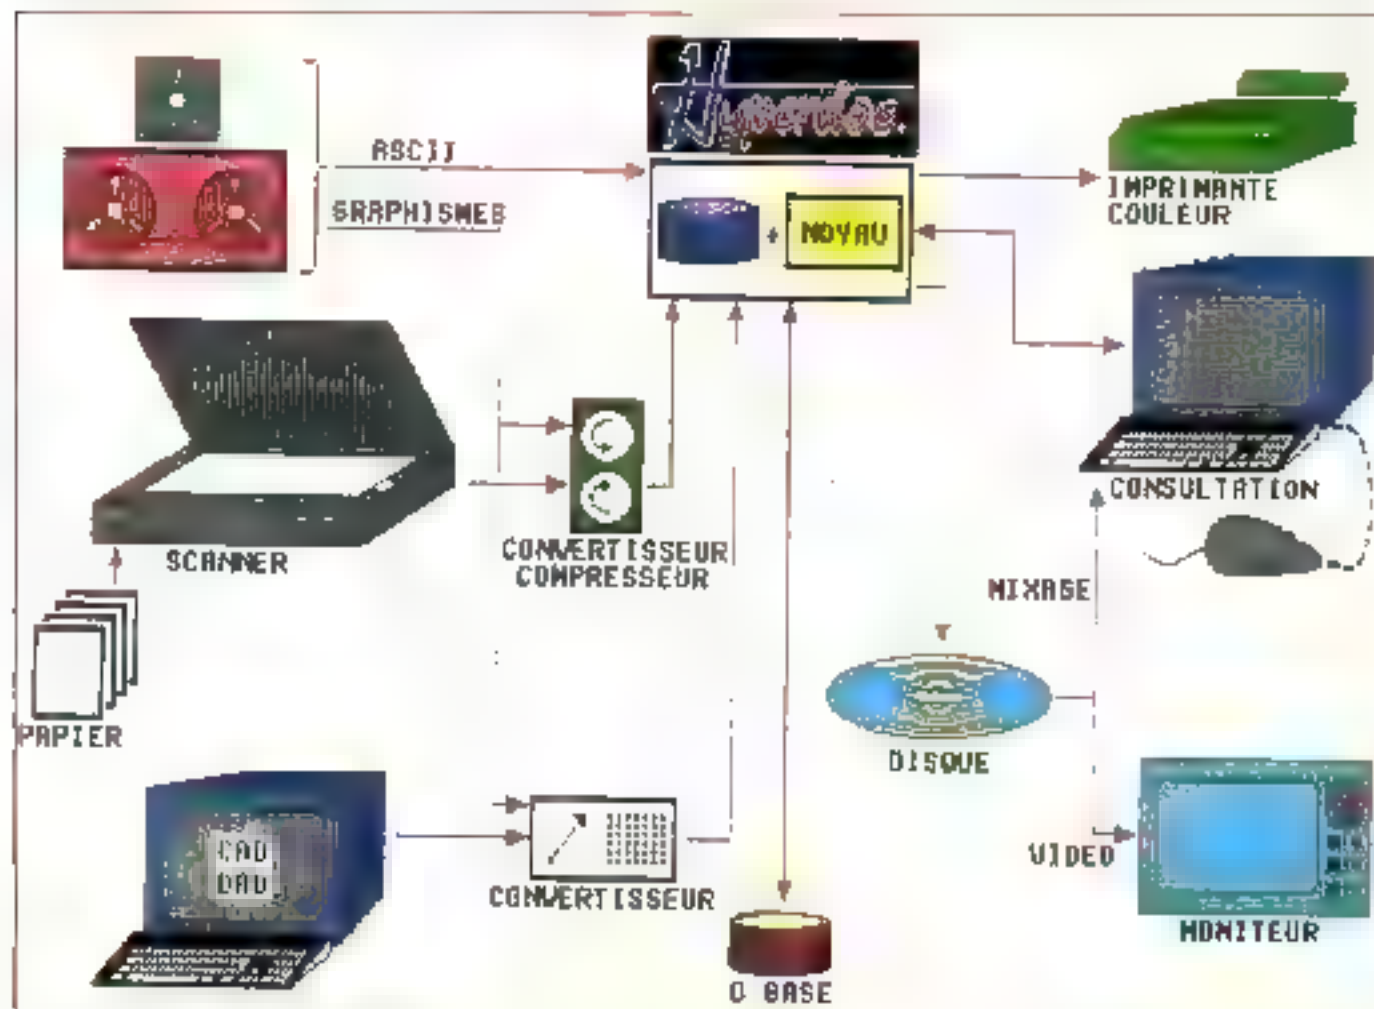 ASCII
GRAPHISMES
NOYAU
IMPRIMANTE
COULEUR
CONSULTATION
SCANNER
CONVERTISSEUR
COMPRESSEUR
MIXAGE
PAPIER
DISQUE
CAO
DAO
CONVERTISSEUR
VIDEO
MONITEUR
O BASE